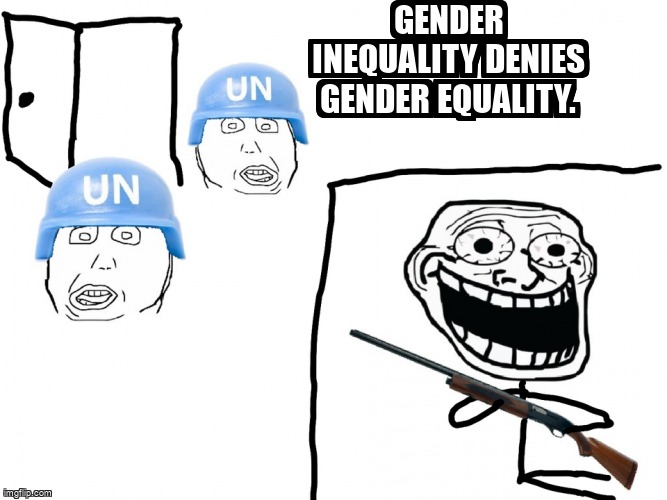 GENDER
INEQUALITY DENIES
GENDER EQUALITY.
UN
UN
imgflip.com